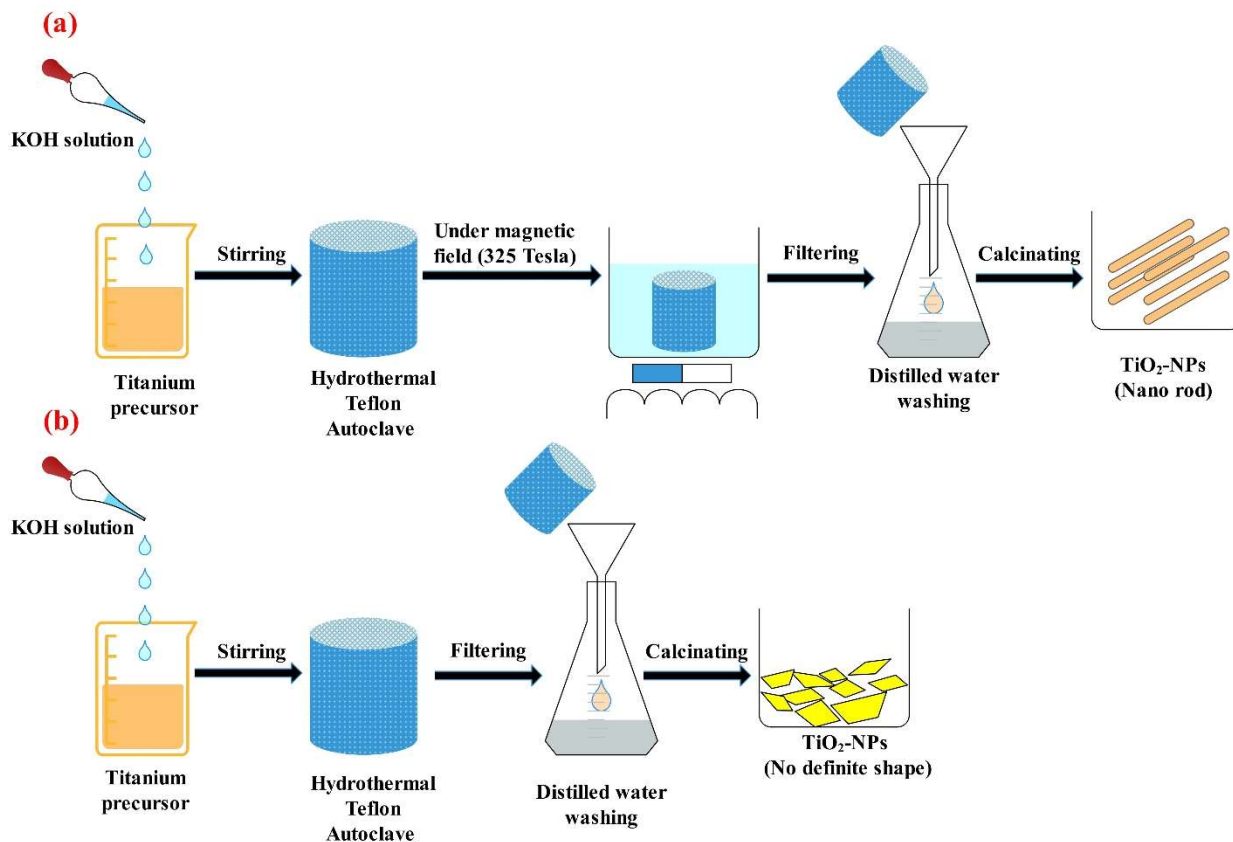 (a)
KOH solution
Stirring
Under magnetic
field (325 Tesla)
Filtering
Calcinating
Titanium
precursor
Hydrothermal
Teflon
Autoclave
Distilled water
washing
TiO₂-NPs
(Nano rod)
(b)
KOH solution
Stirring
Filtering
Calcinating
Titanium
precursor
Hydrothermal
Teflon
Autoclave
Distilled water
washing
TiO₂-NPs
(No definite shape)